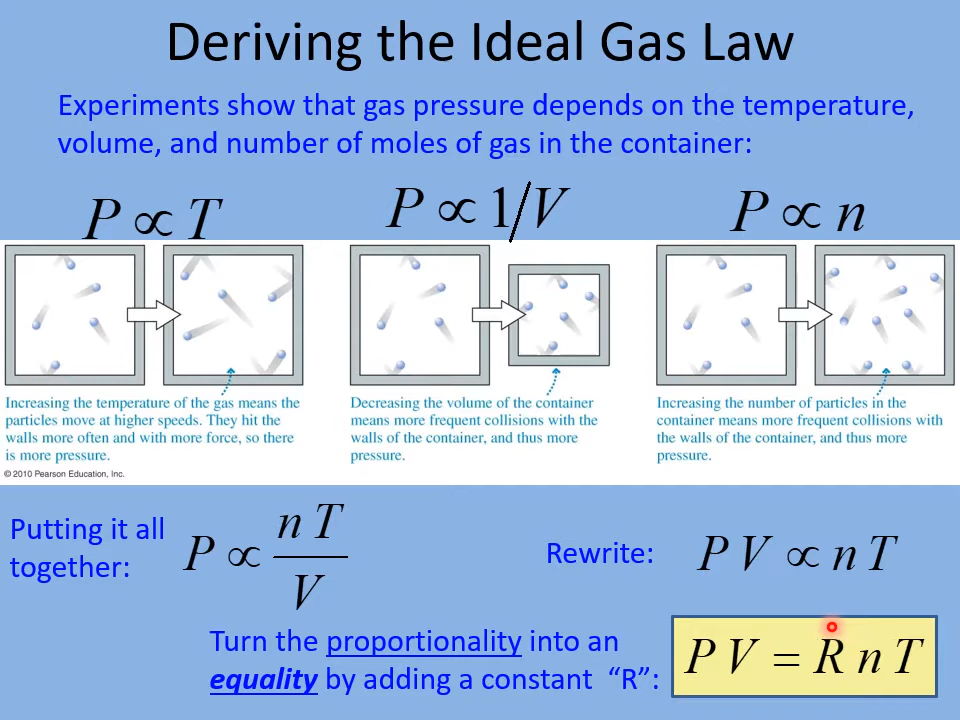 Deriving the Ideal Gas Law
Experiments show that gas pressure depends on the temperature,
volume, and number of moles of gas in the container:
P ∝ T
P ∝ 1/V
P ∝ n
Increasing the temperature of the gas means the
particles move at higher speeds. They hit the
walls more often and with more force, so there
is more pressure.
Decreasing the volume of the container
means more frequent collisions with the
walls of the container, and thus more
pressure.
Increasing the number of particles in the
container means more frequent collisions with
the walls of the container, and thus more
pressure.
© 2010 Pearson Education, Inc.
Putting it all
together:
P ∝ n T / V
Rewrite:
P V ∝ n T
Turn the proportionality into an
equality by adding a constant "R":
P V = R n T